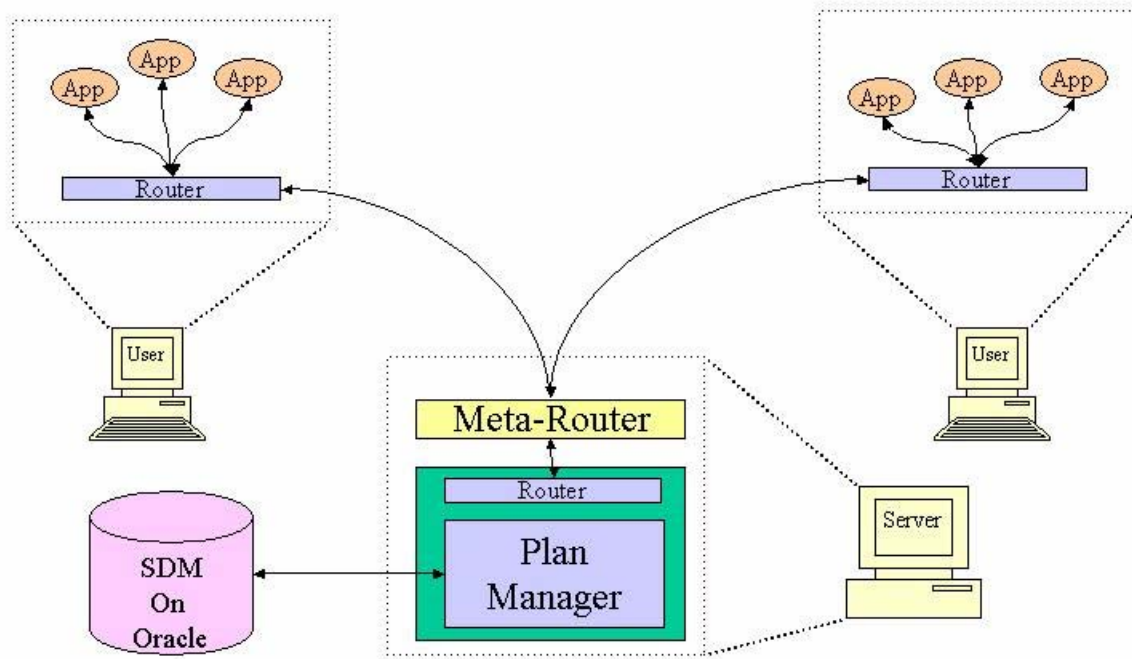 App
App
App
Router
App
App
App
Router
User
User
Meta-Router
Router
Plan
Manager
SDM
On
Oracle
Server